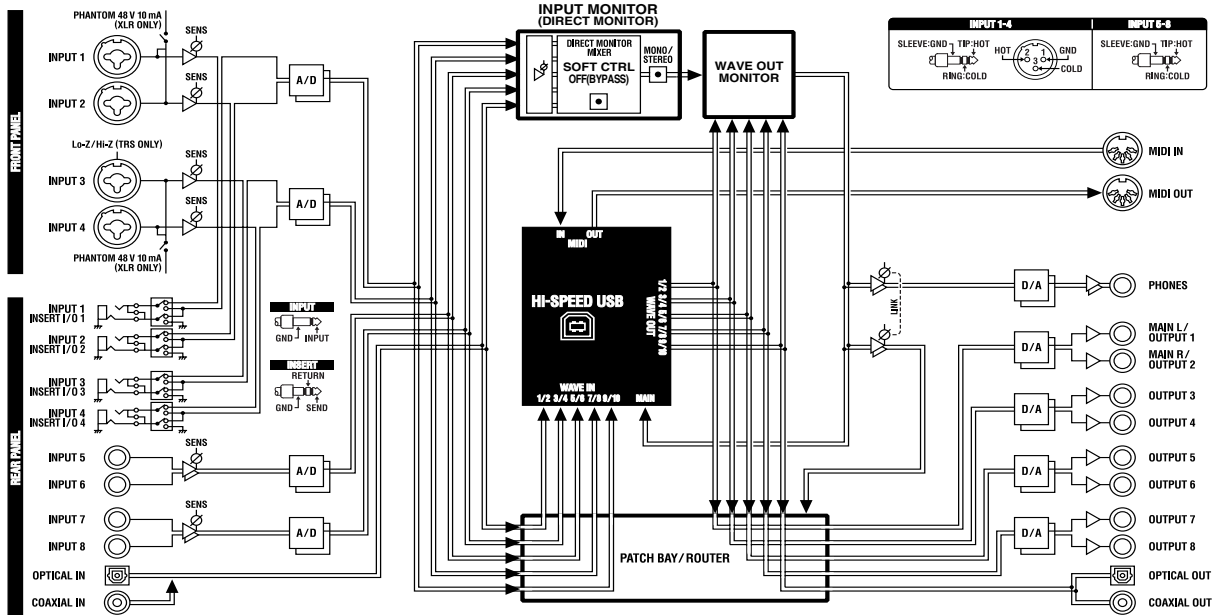 FRONT PANEL
PHANTOM 48 V 10 mA
(XLR ONLY)
SENS
INPUT 1
INPUT 2
A/D
Lo-Z/Hi-Z (TRS ONLY)
SENS
INPUT 3
INPUT 4
A/D
PHANTOM 48 V 10 mA
(XLR ONLY)
REAR PANEL
INPUT 1
INSERT I/O 1
INPUT 2
INSERT I/O 2
INPUT 3
INSERT I/O 3
INPUT 4
INSERT I/O 4
INPUT
GND
INPUT
INSERT
RETURN
GND
SEND
INPUT 5
INPUT 6
SENS
A/D
INPUT 7
INPUT 8
SENS
A/D
OPTICAL IN
COAXIAL IN
INPUT MONITOR
(DIRECT MONITOR)
DIRECT MONITOR
MIXER
SOFT CTRL
OFF(BYPASS)
MONO/
STEREO
WAVE OUT
MONITOR
INPUT 1-4
SLEEVE:GND
TIP:HOT
RING:COLD
HOT
2
1
3
GND
COLD
INPUT 5-8
SLEEVE:GND
TIP:HOT
RING:COLD
MIDI IN
MIDI OUT
IN
OUT
MIDI
HI-SPEED USB
1/2 3/4 5/6 7/8 9/10
WAVE OUT
WAVE IN
1/2 3/4 5/6 7/8 9/10
MAIN
LINK
PATCH BAY/ROUTER
D/A
PHONES
D/A
MAIN L/
OUTPUT 1
MAIN R/
OUTPUT 2
D/A
OUTPUT 3
OUTPUT 4
D/A
OUTPUT 5
OUTPUT 6
D/A
OUTPUT 7
OUTPUT 8
OPTICAL OUT
COAXIAL OUT